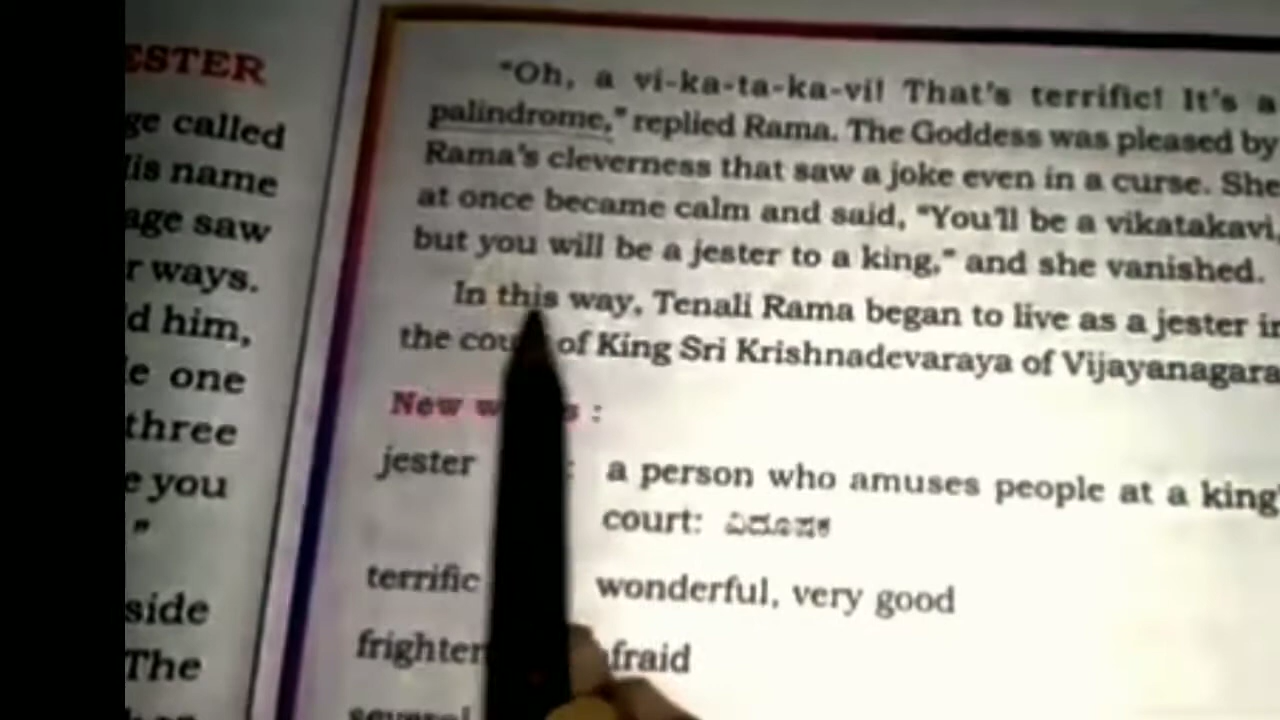 ESTER
ge called
His name
age saw
r ways.
d him,
e one
three
e you
"
side
The
"Oh, a vi-ka-ta-ka-vi! That's terrific! It's a
palindrome," replied Rama. The Goddess was pleased by
Rama's cleverness that saw a joke even in a curse. She
at once became calm and said, "You'll be a vikatakavi,
but you will be a jester to a king," and she vanished.
In this way, Tenali Rama began to live as a jester in
the cou of King Sri Krishnadevaraya of Vijayanagara
New w s :
jester : a person who amuses people at a king'
court: ವಿದೂಷಕ
terrific wonderful, very good
frighten afraid
several